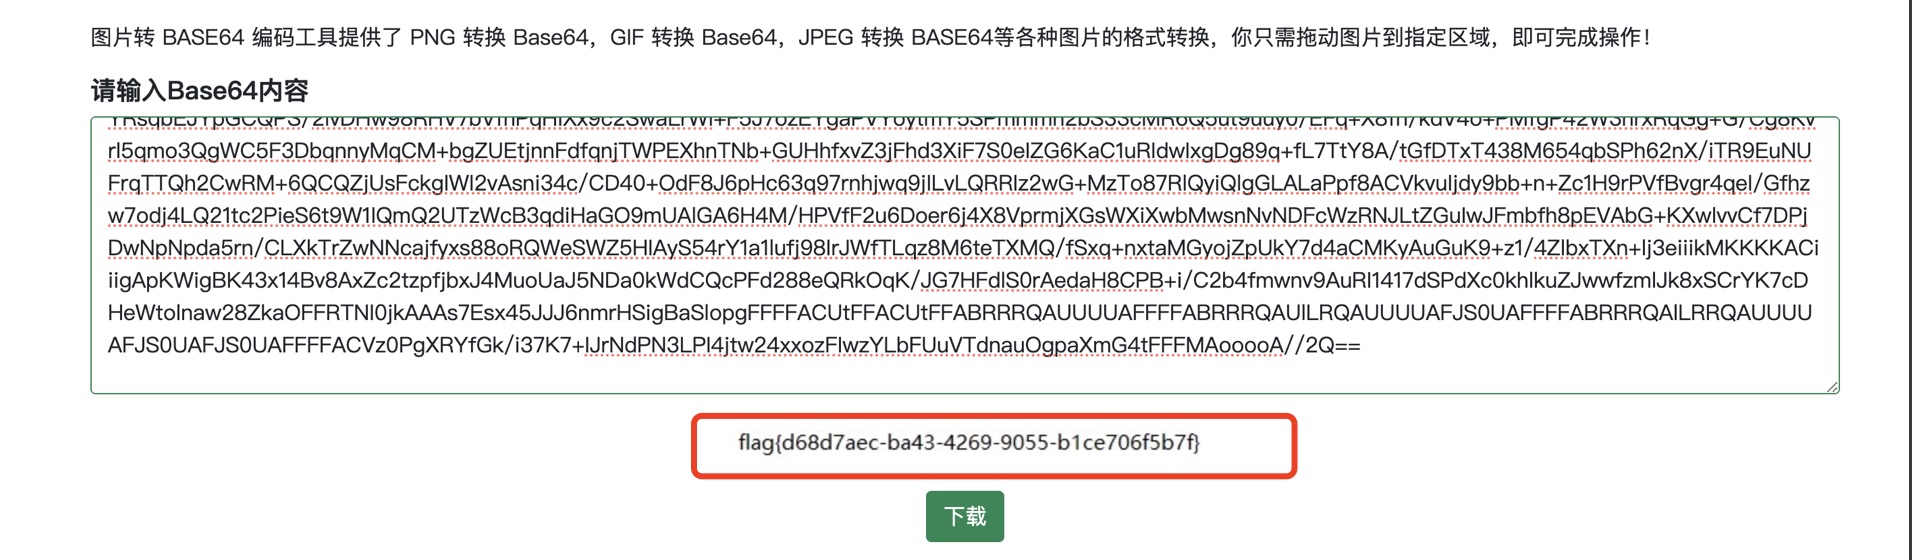 图片转 BASE64 编码工具提供了 PNG 转换 Base64，GIF 转换 Base64，JPEG 转换 BASE64等各种图片的格式转换，你只需拖动图片到指定区域，即可完成操作！
请输入Base64内容
rl5qmo3QgWC5F3DbqnnyMqCM+bgZUEtjnnFdfqnjTWPEXhnTNb+GUHhfxvZ3jFhd3XiF7S0elZG6KaC1uRldwlxgDg89q+fL7TtY8A/tGfDTxT438M654qbSPh62nX/iTR9EuNU
FrqTTQh2CwRM+6QCQZjUsFckgIWl2vAsni34c/CD40+OdF8J6pHc63q97rnhjwq9jlLvLQRRlz2wG+MzTo87RlQyiQlgGLALaPpf8ACVkvuljdy9bb+n+Zc1H9rPVfBvgr4qel/Gfhz
w7odj4LQ21tc2PieS6t9W1lQmQ2UTzWcB3qdiHaGO9mUAlGA6H4M/HPVfF2u6Doer6j4X8VprmjXGsWXiXwbMwsnNvNDFcWzRNJLtZGulwJFmbfh8pEVAbG+KXwlvvCf7DPj
DwNpNpda5rn/CLXkTrZwNNcajfyxs88oRQWeSWZ5HlAyS54rY1a1lufj98IrJWfTLqz8M6teTXMQ/fSxq+nxtaMGyojZpUkY7d4aCMKyAuGuK9+z1/4ZlbxTXn+lj3eiiikMKKKKACi
iigApKWigBK43x14Bv8AxZc2tzpfjbxJ4MuoUaJ5NDa0kWdCQcPFd288eQRkOqK/JG7HFdlS0rAedaH8CPB+i/C2b4fmwnv9AuRl1417dSPdXc0khlkuZJwwfzmlJk8xSCrYK7cD
HeWtolnaw28ZkaOFFRTNI0jkAAAs7Esx45JJJ6nmrHSigBaSlopgFFFFACUtFFACUtFFABRRRQAUUUUAFFFFABRRRQAUlLRQAUUUUAFJS0UAFFFFABRRRQAlLRRQAUUUU
AFJS0UAFJS0UAFFFFACVz0PgXRYfGk/i37K7+lJrNdPN3LPl4jtw24xxozFlwzYLbFUuVTdnauOgpaXmG4tFFFMAooooA//2Q==
flag{d68d7aec-ba43-4269-9055-b1ce706f5b7f}
下载